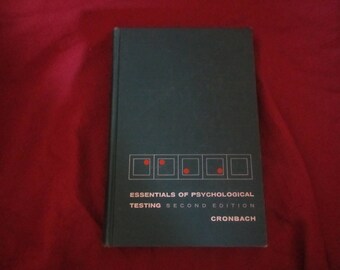 ESSENTIALS OF PSYCHOLOGICAL
TESTING SECOND EDITION
CRONBACH